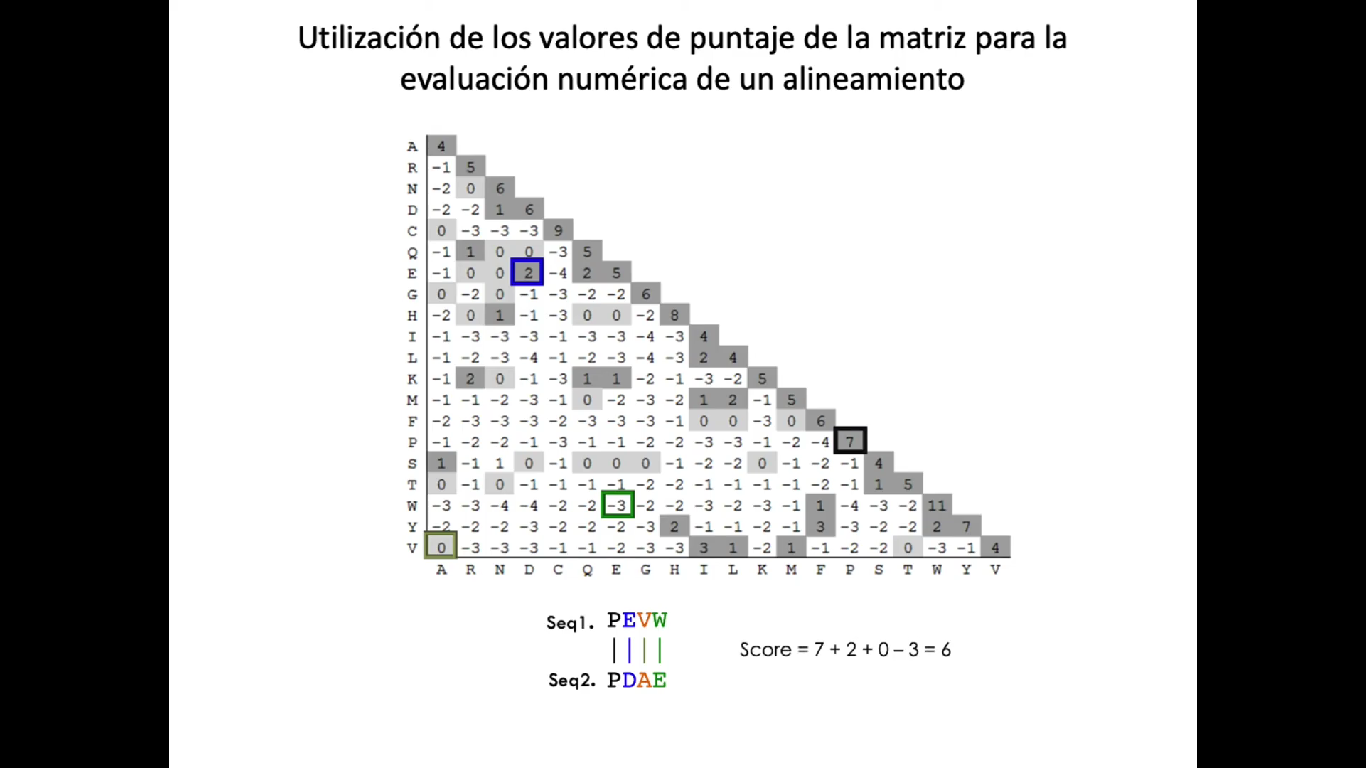 Utilización de los valores de puntaje de la matriz para la
evaluación numérica de un alineamiento
A 4
R -1 5
N -2 0 6
D -2 -2 1 6
C 0 -3 -3 -3 9
Q -1 1 0 0 -3 5
E -1 0 0 2 -4 2 5
G 0 -2 0 -1 -3 -2 -2 6
H -2 0 1 -1 -3 0 0 -2 8
I -1 -3 -3 -3 -1 -3 -3 -4 -3 4
L -1 -2 -3 -4 -1 -2 -3 -4 -3 2 4
K -1 2 0 -1 -3 1 1 -2 -1 -3 -2 5
M -1 -1 -2 -3 -1 0 -2 -3 -2 1 2 -1 5
F -2 -3 -3 -3 -2 -3 -3 -3 -1 0 0 -3 0 6
P -1 -2 -2 -1 -3 -1 -1 -2 -2 -3 -3 -1 -2 -4 7
S 1 -1 1 0 -1 0 0 0 -1 -2 -2 0 -1 -2 -1 4
T 0 -1 0 -1 -1 -1 -1 -2 -2 -1 -1 -1 -1 -2 -1 1 5
W -3 -3 -4 -4 -2 -2 -3 -2 -2 -3 -2 -3 -1 1 -4 -3 -2 11
Y -2 -2 -2 -3 -2 -2 -2 -3 2 -1 -1 -2 -1 3 -3 -2 -2 2 7
V 0 -3 -3 -3 -1 -1 -2 -3 -3 3 1 -2 1 -1 -2 -2 0 -3 -1 4
A R N D C Q E G H I L K M F P S T W Y V
Seq1. PEVW
Score = 7 + 2 + 0 – 3 = 6
Seq2. PDAE